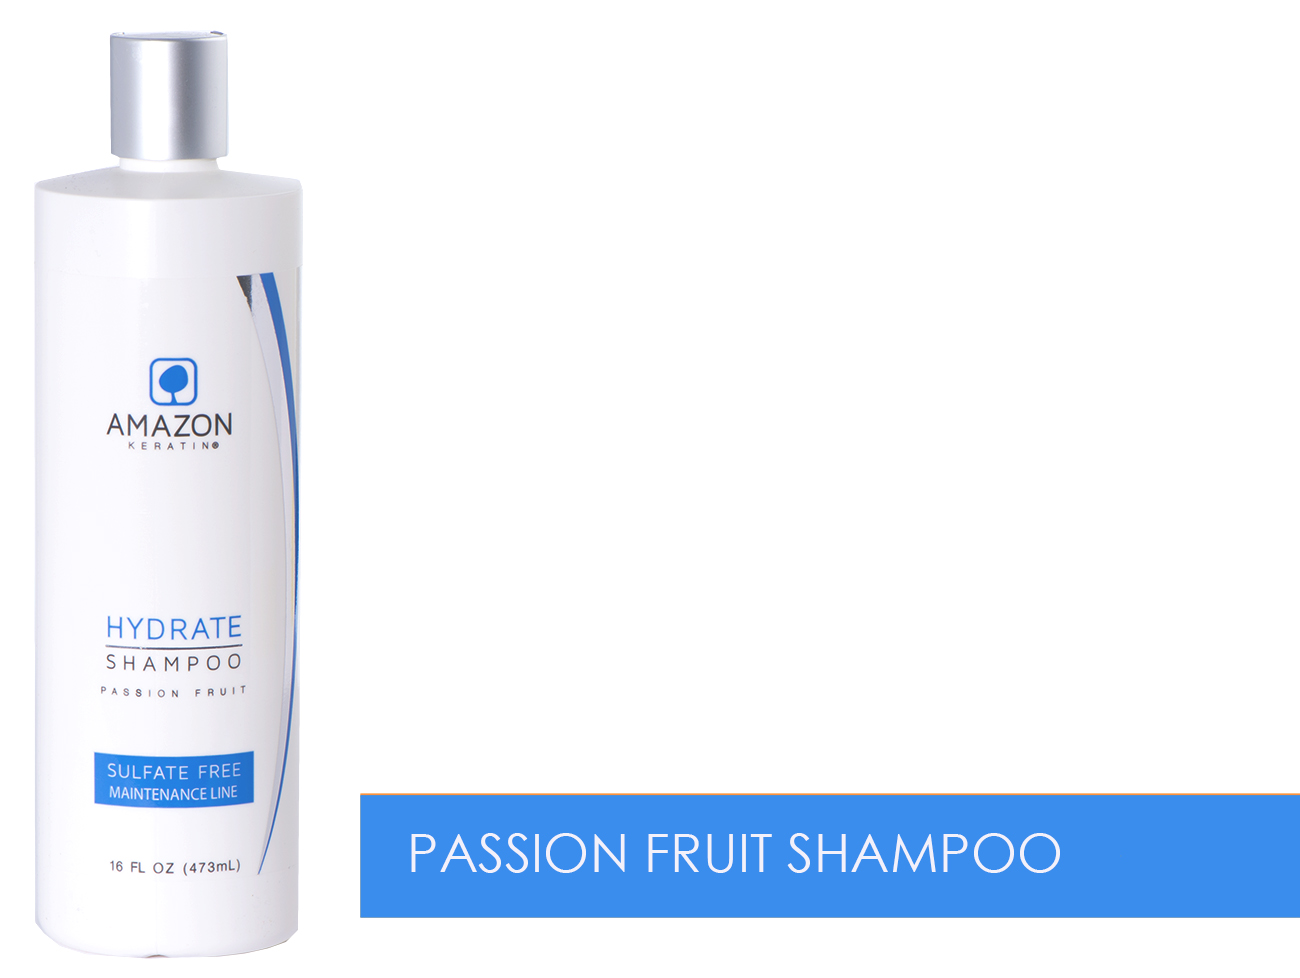 AMAZON
KERATIN®
HYDRATE
SHAMPOO
PASSION FRUIT
SULFATE FREE
MAINTENANCE LINE
16 FL OZ (473mL)
PASSION FRUIT SHAMPOO